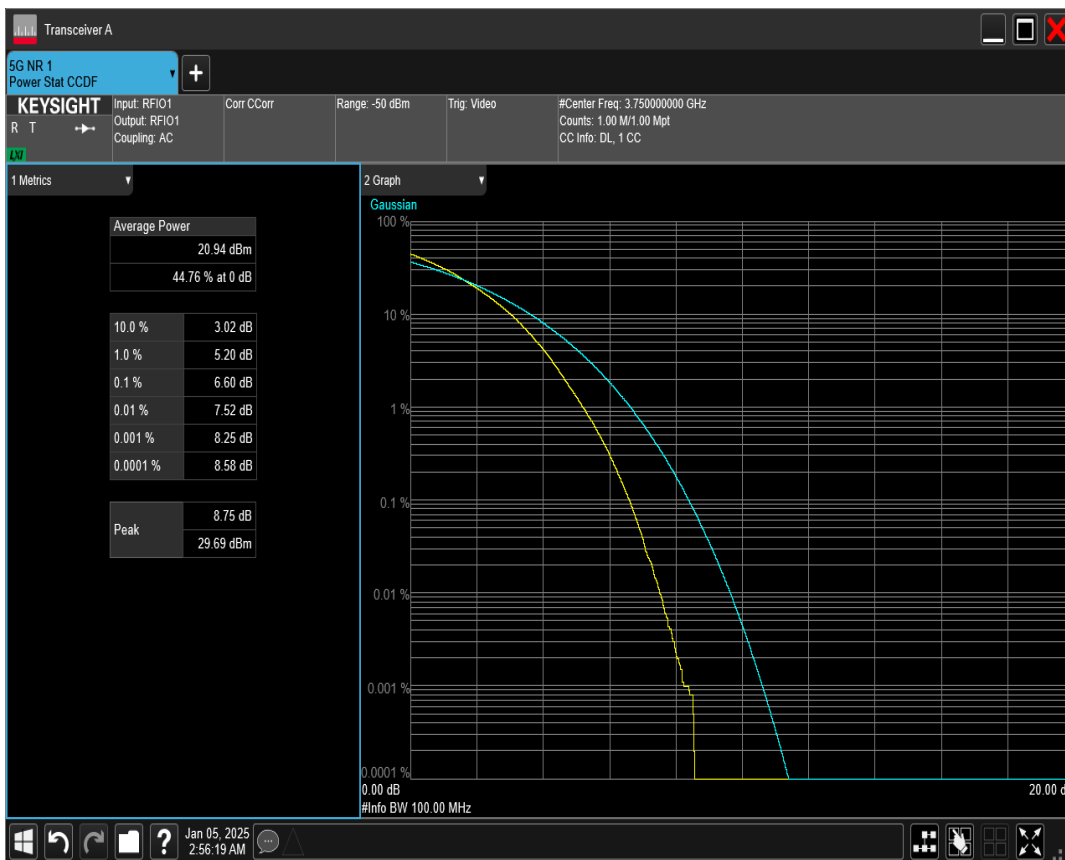 Transceiver A
5G NR 1
Power Stat CCDF
KEYSIGHT
R T
LXI
Input: RFIO1
Output: RFIO1
Coupling: AC
Corr CCorr
Range: -50 dBm
Trig: Video
#Center Freq: 3.750000000 GHz
Counts: 1.00 M/1.00 Mpt
CC Info: DL, 1 CC
1 Metrics
Average Power
20.94 dBm
44.76 % at 0 dB
10.0 % 3.02 dB
1.0 % 5.20 dB
0.1 % 6.60 dB
0.01 % 7.52 dB
0.001 % 8.25 dB
0.0001 % 8.58 dB
Peak
8.75 dB
29.69 dBm
2 Graph
Gaussian
100 %
10 %
1 %
0.1 %
0.01 %
0.001 %
0.0001 %
0.00 dB
20.00 d
#Info BW 100.00 MHz
Jan 05, 2025
2:56:19 AM